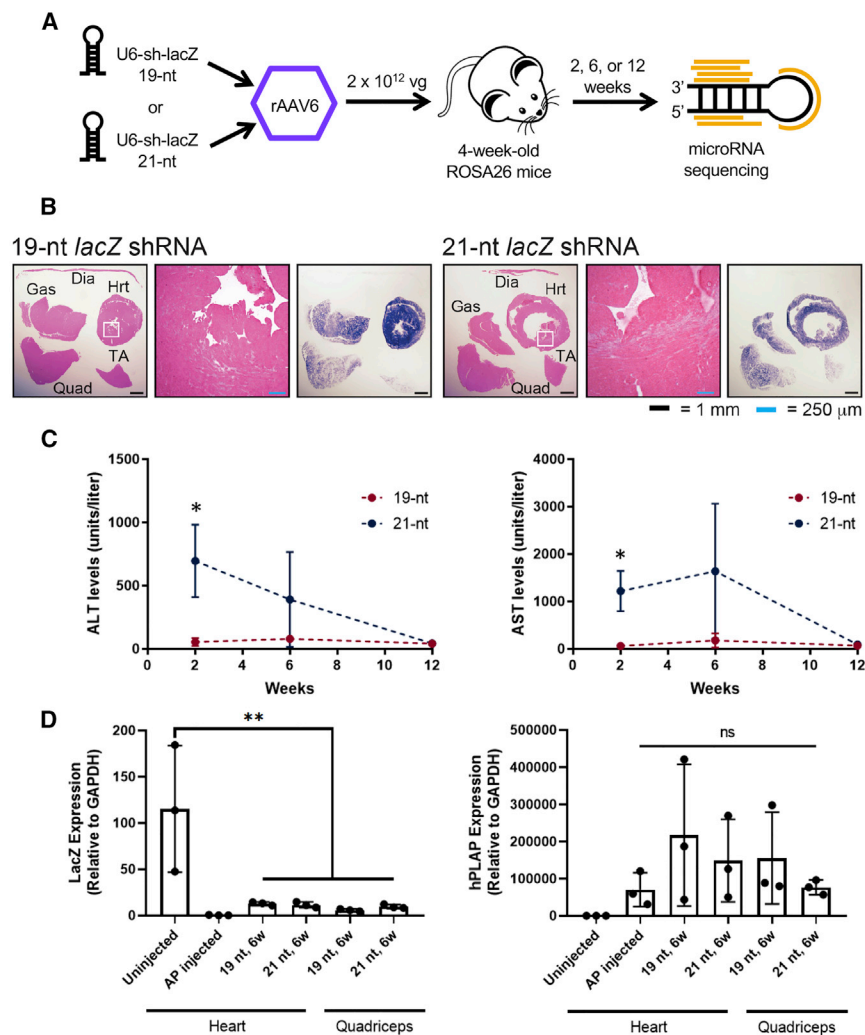 A
U6-sh-lacZ
19-nt
or
U6-sh-lacZ
21-nt
rAAV6
2 x 10¹² vg
4-week-old
ROSA26 mice
2, 6, or 12
weeks
3'
5'
microRNA
sequencing
B
19-nt lacZ shRNA
Dia
Gas
Hrt
TA
Quad
21-nt lacZ shRNA
Dia
Gas
Hrt
TA
Quad
= 1 mm
= 250 μm
C
ALT levels (units/liter)
1500
1000
500
0
*
19-nt
21-nt
0 2 4 6 8 10 12
Weeks
AST levels (units/liter)
4000
3000
2000
1000
0
*
19-nt
21-nt
0 2 4 6 8 10 12
Weeks
D
LacZ Expression
(Relative to GAPDH)
200
150
100
50
0
**
Uninjected
AP injected
19 nt, 6w
21 nt, 6w
19 nt, 6w
21 nt, 6w
Heart
Quadriceps
hPLAP Expression
(Relative to GAPDH)
500000
400000
300000
200000
100000
0
ns
Uninjected
AP injected
19 nt, 6w
21 nt, 6w
19 nt, 6w
21 nt, 6w
Heart
Quadriceps